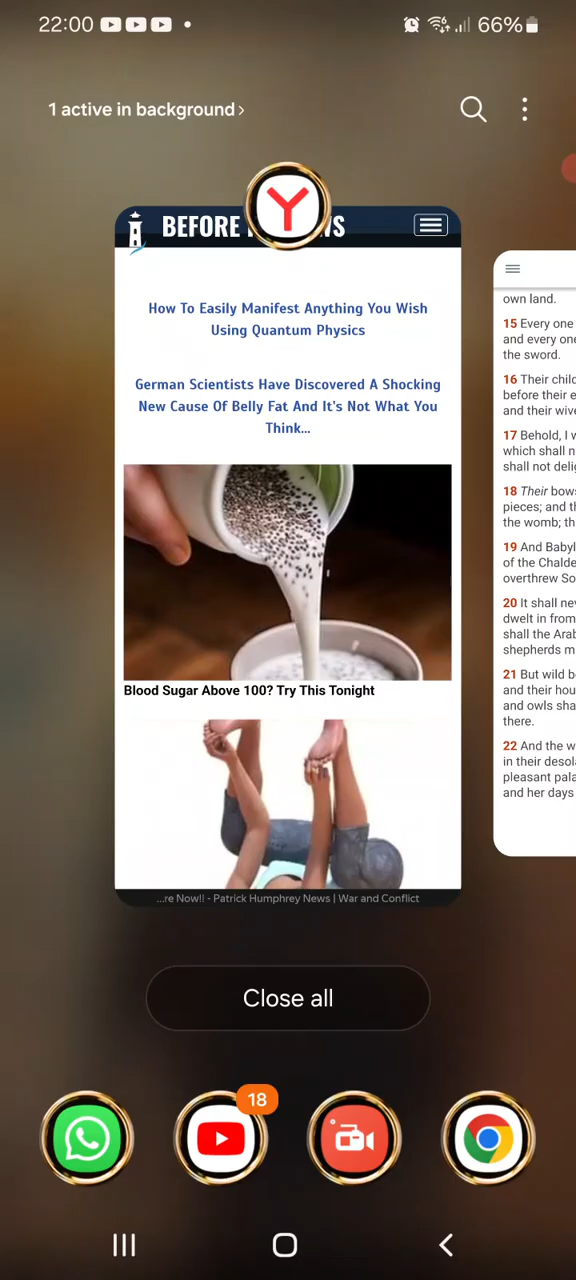 22:00
66%
1 active in background >
BEFORE
WS
How To Easily Manifest Anything You Wish
Using Quantum Physics
German Scientists Have Discovered A Shocking
New Cause Of Belly Fat And It's Not What You
Think...
Blood Sugar Above 100? Try This Tonight
...re Now!! - Patrick Humphrey News | War and Conflict
own land.
15 Every one
and every one
the sword.
16 Their child
before their e
and their wive
17 Behold, I w
which shall n
shall not delig
18 Their bows
pieces; and th
the womb; th
19 And Babyl
of the Chalde
overthrew So
20 It shall nev
dwelt in from
shall the Arab
shepherds m
21 But wild be
and their hou
and owls sha
there.
22 And the w
in their desola
pleasant pala
and her days
Close all
18